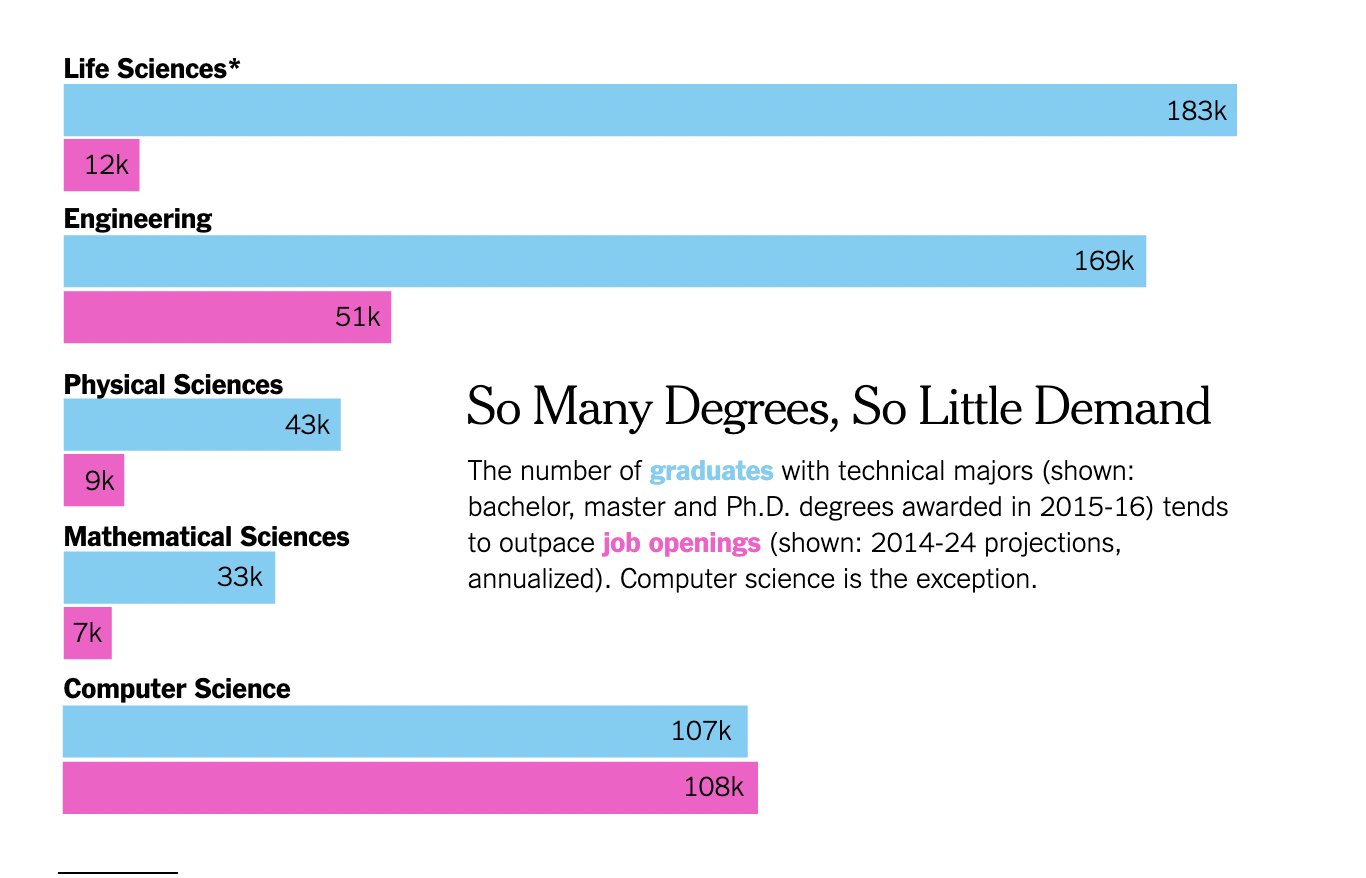 Life Sciences*
183k
12k
Engineering
169k
51k
Physical Sciences
43k
9k
Mathematical Sciences
33k
7k
Computer Science
107k
108k
So Many Degrees, So Little Demand
The number of graduates with technical majors (shown:
bachelor, master and Ph.D. degrees awarded in 2015-16) tends
to outpace job openings (shown: 2014-24 projections,
annualized). Computer science is the exception.